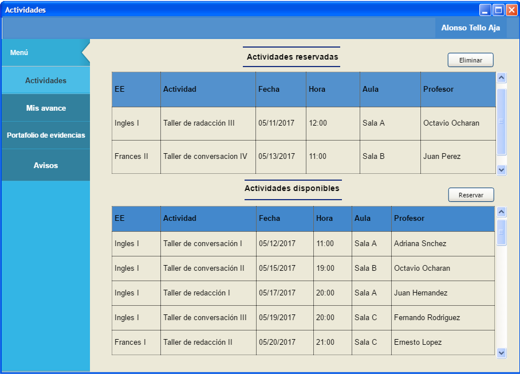 Actividades
Alonso Tello Aja
Menú
Actividades
Mis avance
Portafolio de evidencias
Avisos
Actividades reservadas
Eliminar
EE Actividad Fecha Hora Aula Profesor
Ingles I Taller de radacción III 05/11/2017 12:00 Sala A Octavio Ocharan
Frances II Taller de conversacion IV 05/13/2017 11:00 Sala B Juan Perez
Actividades disponibles
Reservar
EE Actividad Fecha Hora Aula Profesor
Ingles I Taller de conversación I 05/12/2017 11:00 Sala A Adriana Snchez
Ingles I Taller de conversación II 05/15/2017 19:00 Sala B Octavio Ocharan
Ingles I Taller de redacción I 05/17/2017 20:00 Sala A Juan Hernandez
Ingles I Taller de conversación III 05/19/2017 20:00 Sala C Fernando Rodriguez
Frances I Taller de redacción II 05/20/2017 21:00 Sala C Ernesto Lopez